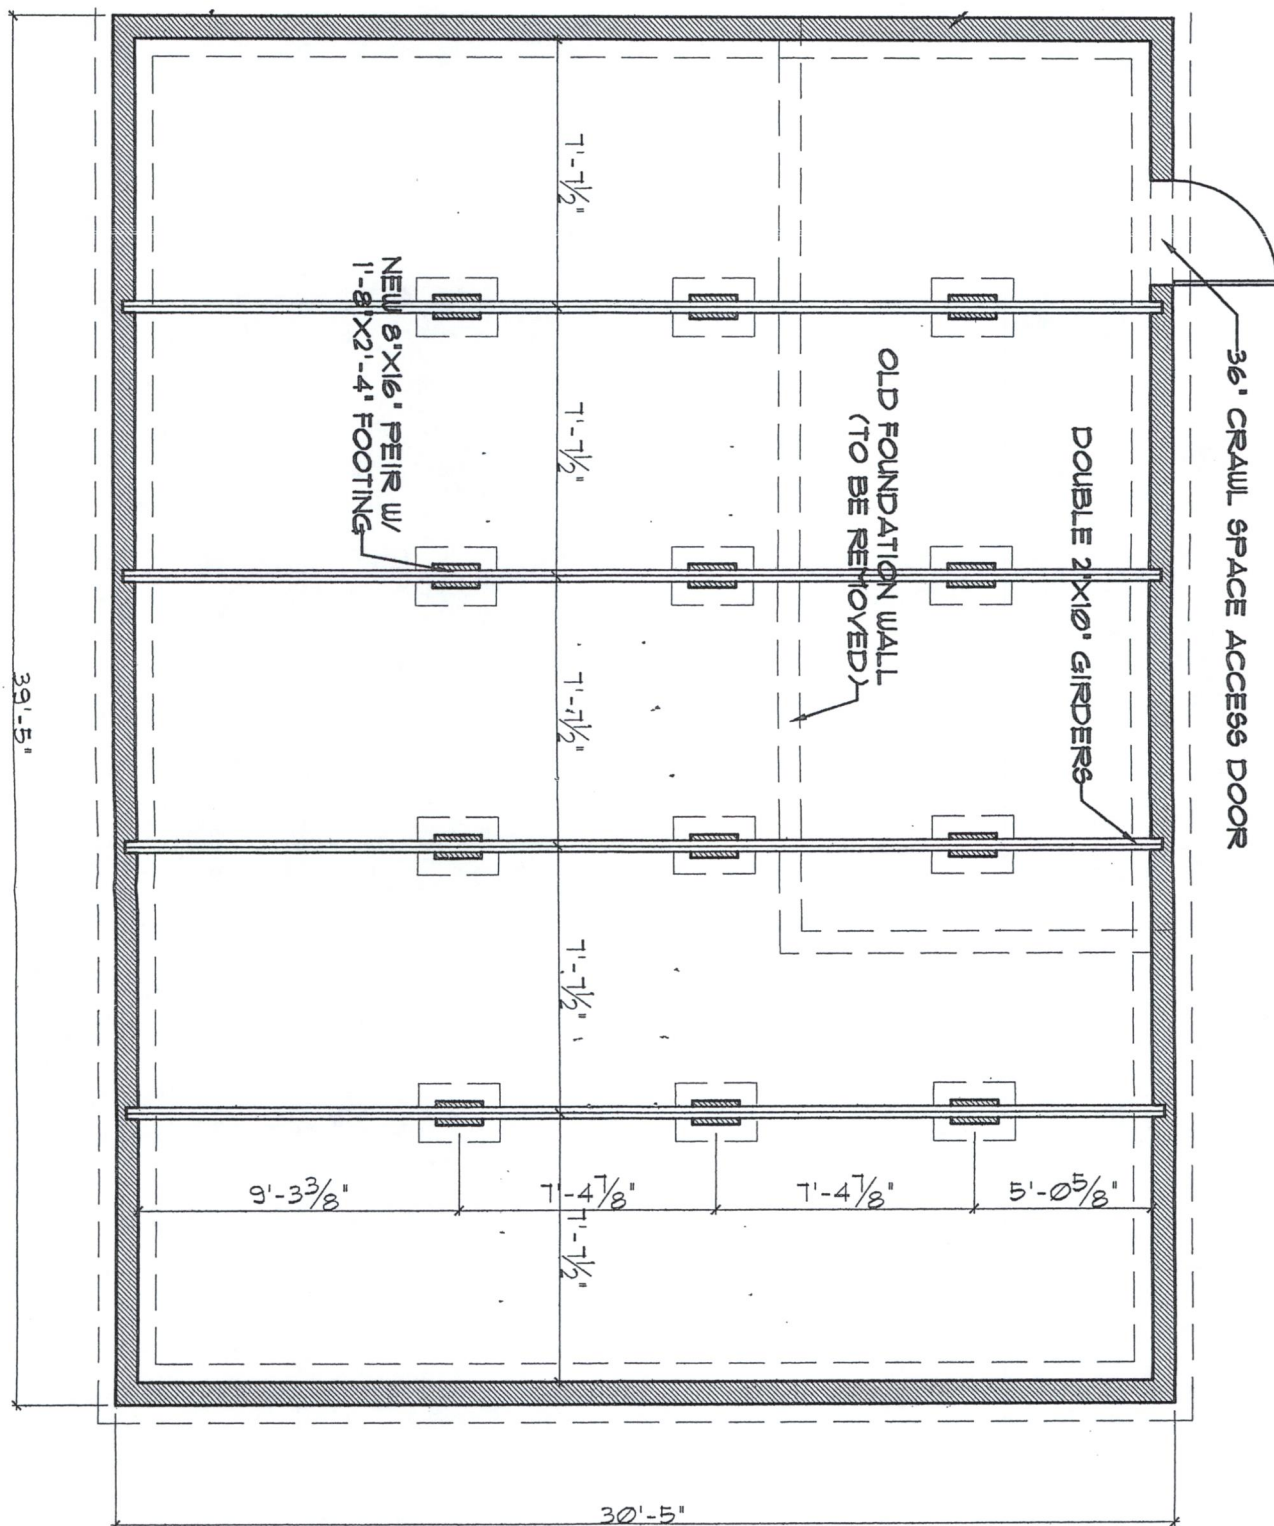 36" CRAWL SPACE ACCESS DOOR
DOUBLE 2"X10" GIRDERS
OLD FOUNDATION WALL
(TO BE REMOVED)
NEW 8"X16" PEIR W/
1'-8"X2'-4" FOOTING
7'-7½"
7'-7½"
7'-7½"
7'-7½"
7'-7½"
9'-3⅜"
7'-4⅞"
7'-4⅞"
5'-0⅝"
39'-5"
30'-5"